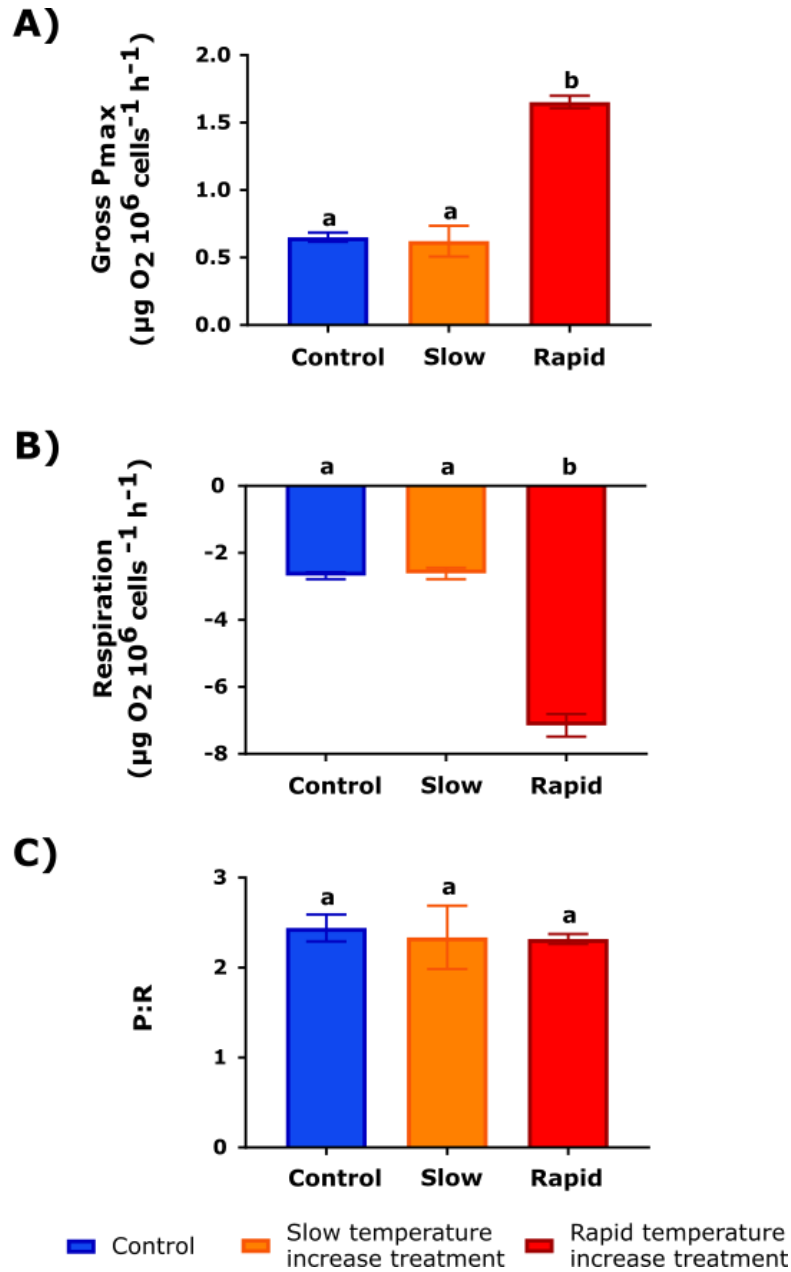 A)
Gross Pmax
(µg O2 10⁶ cells⁻¹ h⁻¹)
2.0
1.5
1.0
0.5
0.0
a
a
b
Control
Slow
Rapid
B)
Respiration
(µg O2 10⁶ cells⁻¹ h⁻¹)
0
-2
-4
-6
-8
a
a
b
Control
Slow
Rapid
C)
P:R
3
2
1
0
a
a
a
Control
Slow
Rapid
Control
Slow temperature
increase treatment
Rapid temperature
increase treatment